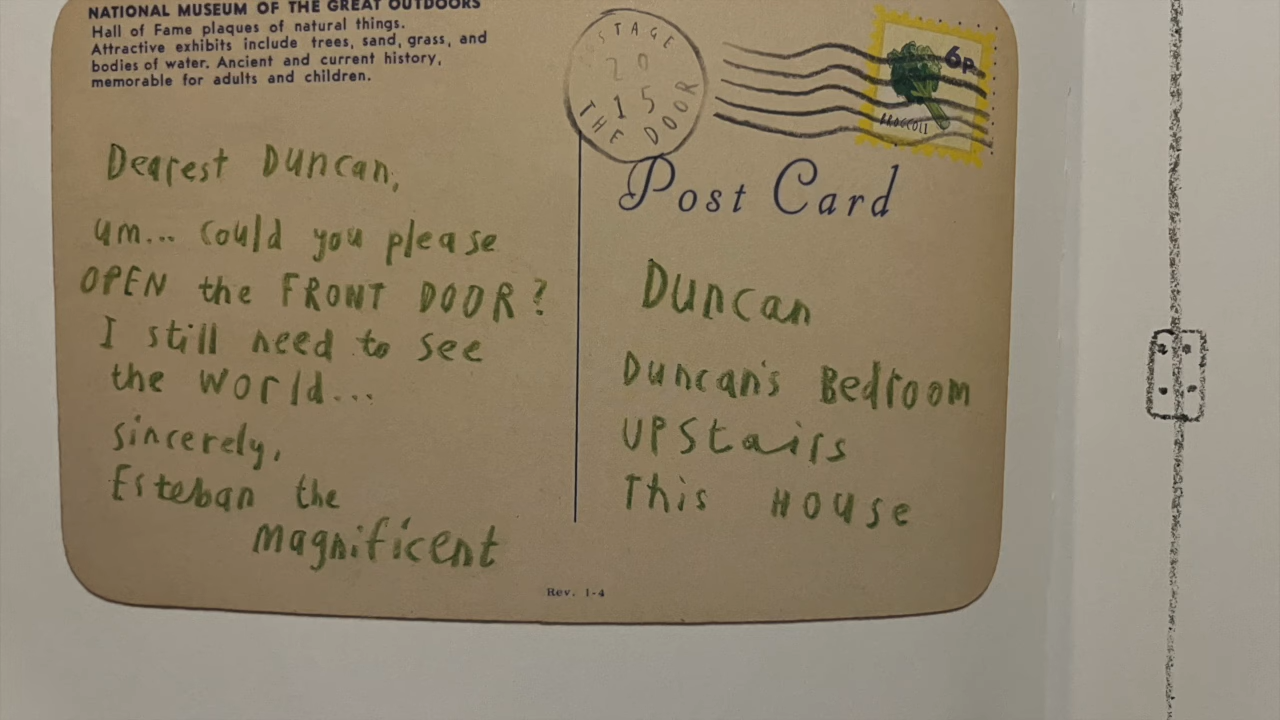 NATIONAL MUSEUM OF THE GREAT OUTDOORS
Hall of Fame plaques of natural things.
Attractive exhibits include trees, sand, grass, and
bodies of water. Ancient and current history,
memorable for adults and children.
Dearest Duncan,
um... could you please
OPEN the FRONT DOOR?
I still need to see
the world...
sincerely,
Esteban the
magnificent
POSTAGE
20
15
THE DOOR
6p
BROCCOLI
Post Card
Duncan
Duncan's Bedroom
UPStairs
This House
Rev. 1-4